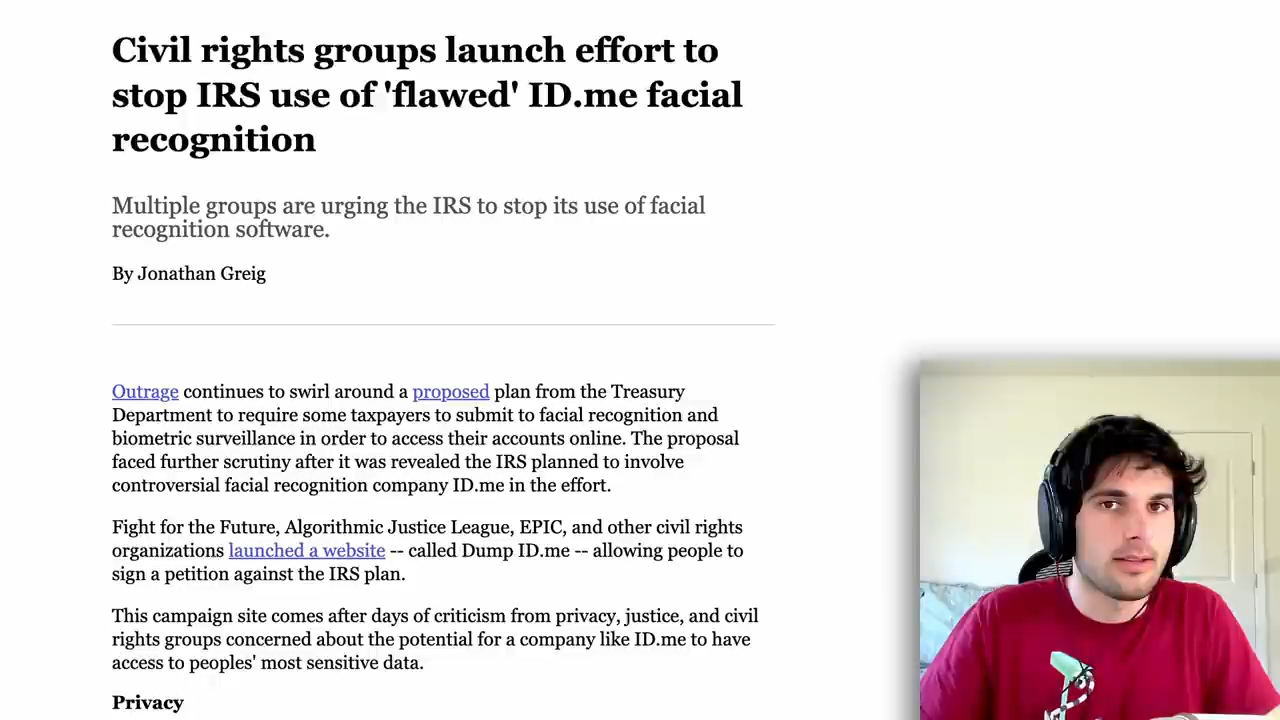 Civil rights groups launch effort to
stop IRS use of 'flawed' ID.me facial
recognition
Multiple groups are urging the IRS to stop its use of facial
recognition software.
By Jonathan Greig
Outrage continues to swirl around a proposed plan from the Treasury
Department to require some taxpayers to submit to facial recognition and
biometric surveillance in order to access their accounts online. The proposal
faced further scrutiny after it was revealed the IRS planned to involve
controversial facial recognition company ID.me in the effort.
Fight for the Future, Algorithmic Justice League, EPIC, and other civil rights
organizations launched a website -- called Dump ID.me -- allowing people to
sign a petition against the IRS plan.
This campaign site comes after days of criticism from privacy, justice, and civil
rights groups concerned about the potential for a company like ID.me to have
access to peoples' most sensitive data.
Privacy